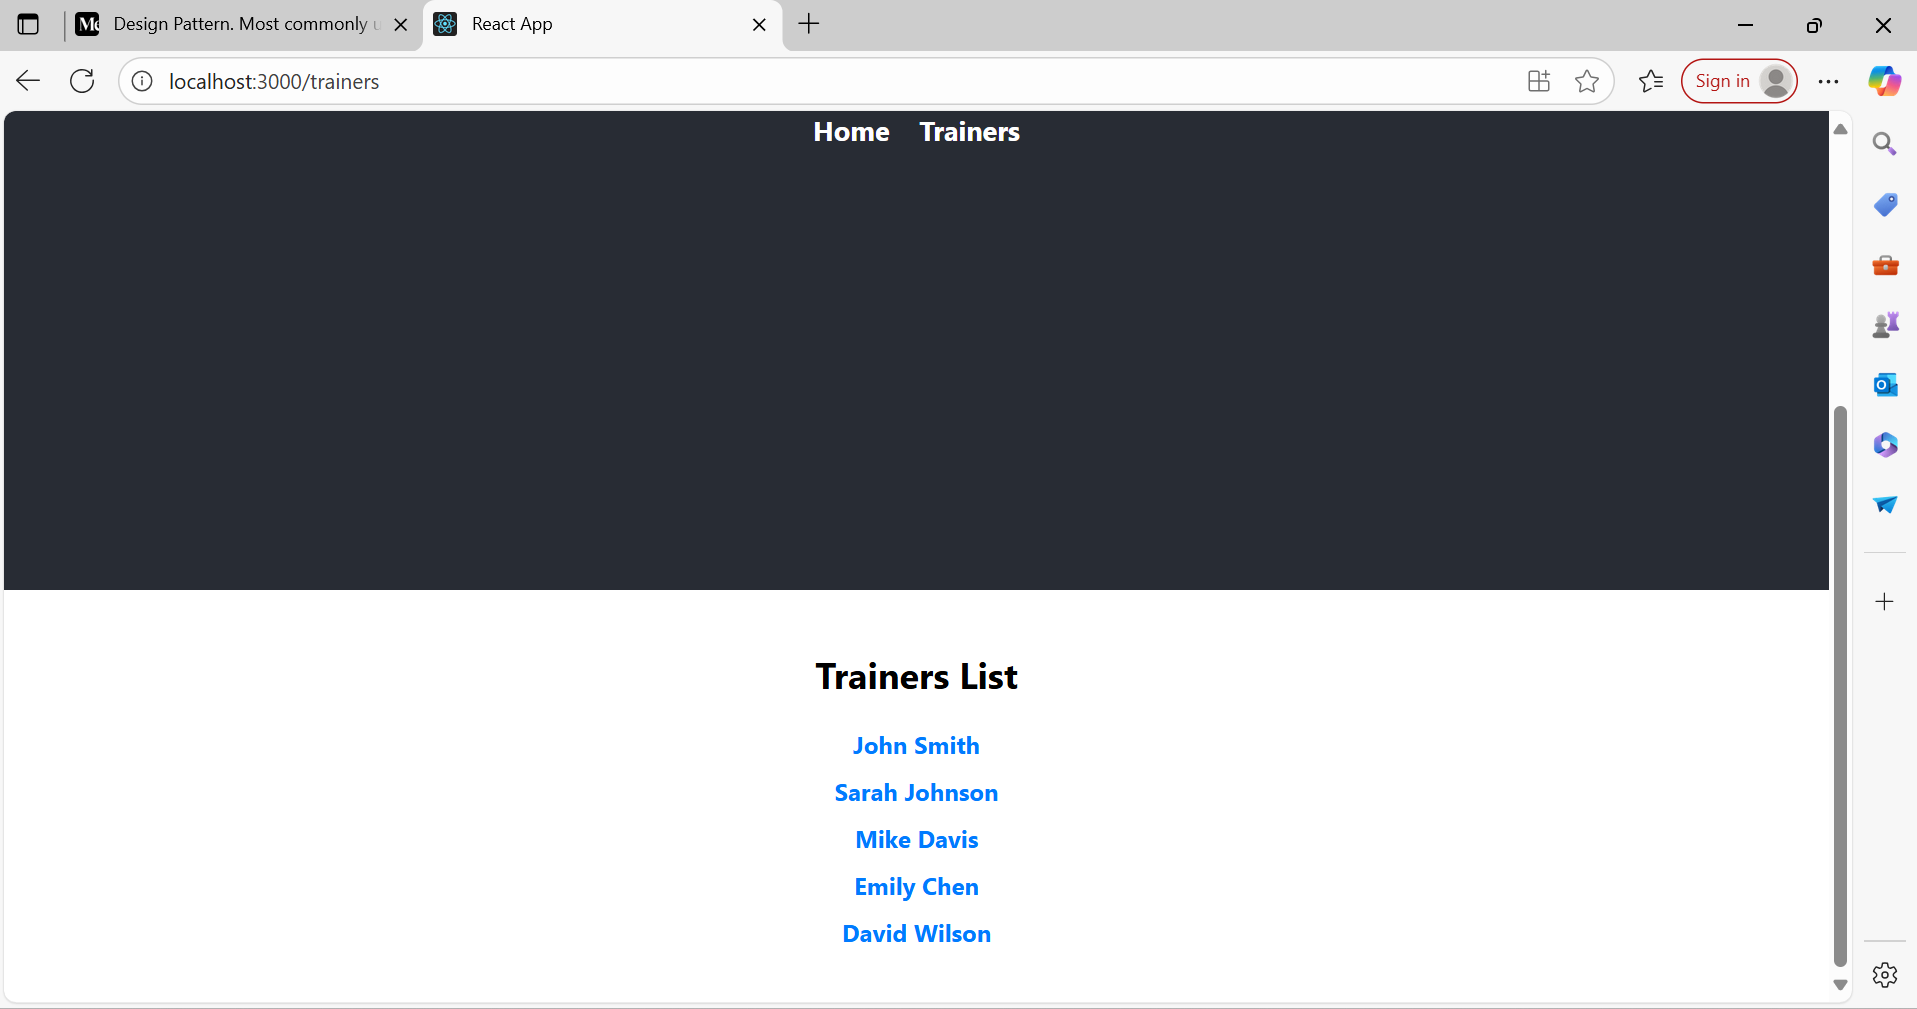 Design Pattern. Most commonly u
React App
localhost:3000/trainers
Sign in
Home Trainers
Trainers List
John Smith
Sarah Johnson
Mike Davis
Emily Chen
David Wilson